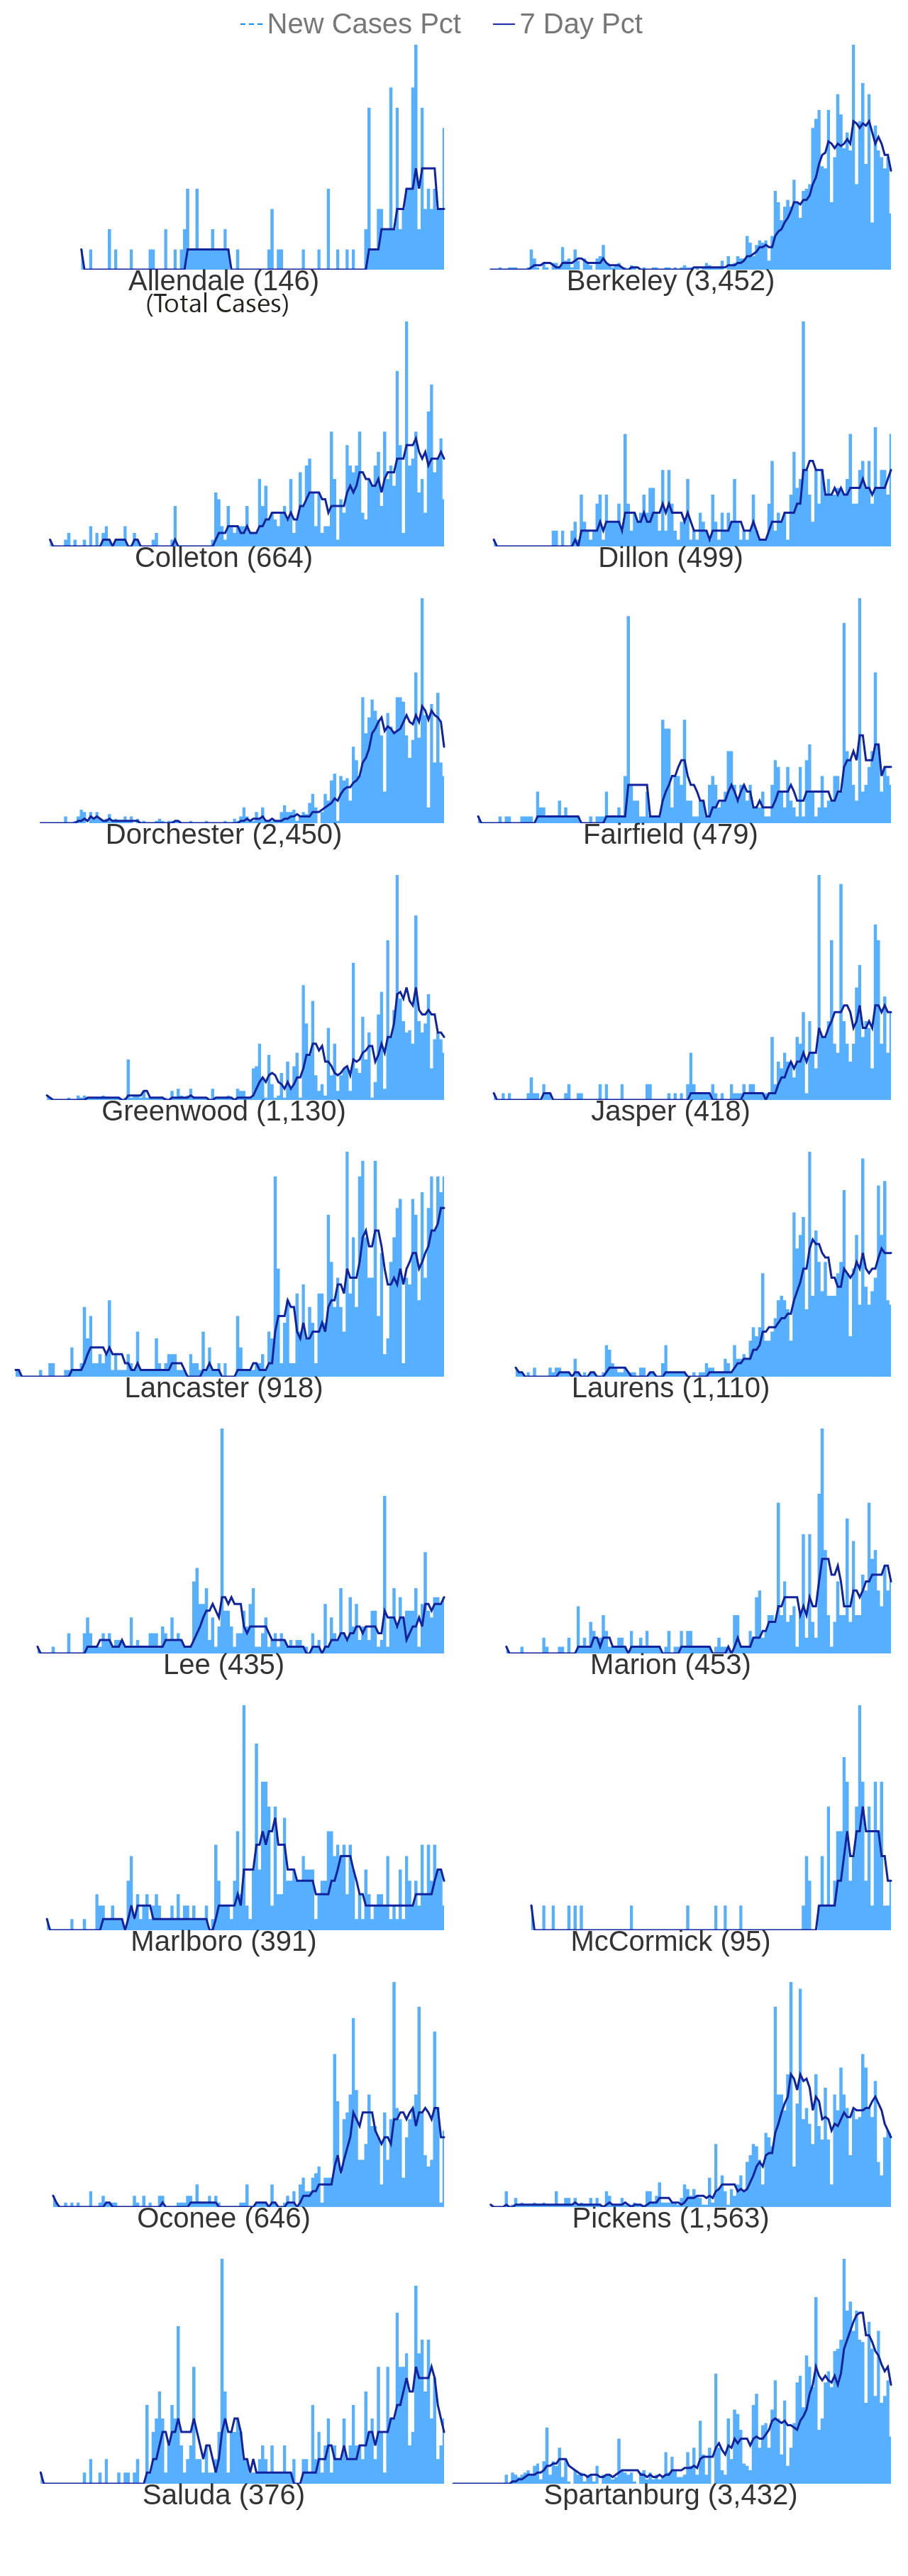 New Cases Pct 7 Day Pct
Allendale (146) Berkeley (3,452)
(Total Cases)
Colleton (664) Dillon (499)
Dorchester (2,450) Fairfield (479)
Greenwood (1,130) Jasper (418)
Lancaster (918) Laurens (1,110)
Lee (435) Marion (453)
Marlboro (391) McCormick (95)
Oconee (646) Pickens (1,563)
Saluda (376) Spartanburg (3,432)